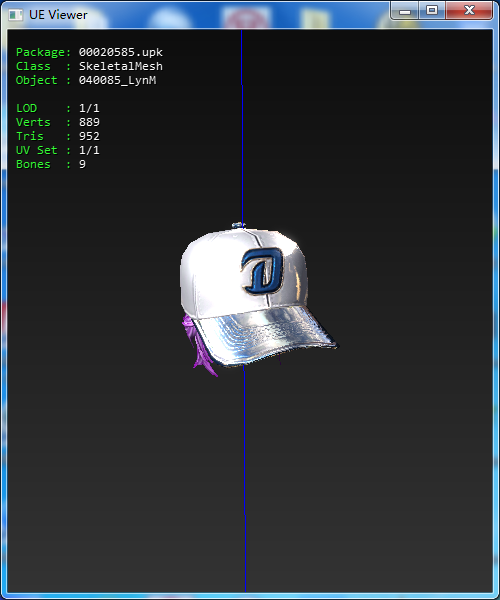 UE Viewer
Package: 00020585.upk
Class : SkeletalMesh
Object : 040085_LynM
LOD : 1/1
Verts : 889
Tris : 952
UV Set : 1/1
Bones : 9
D